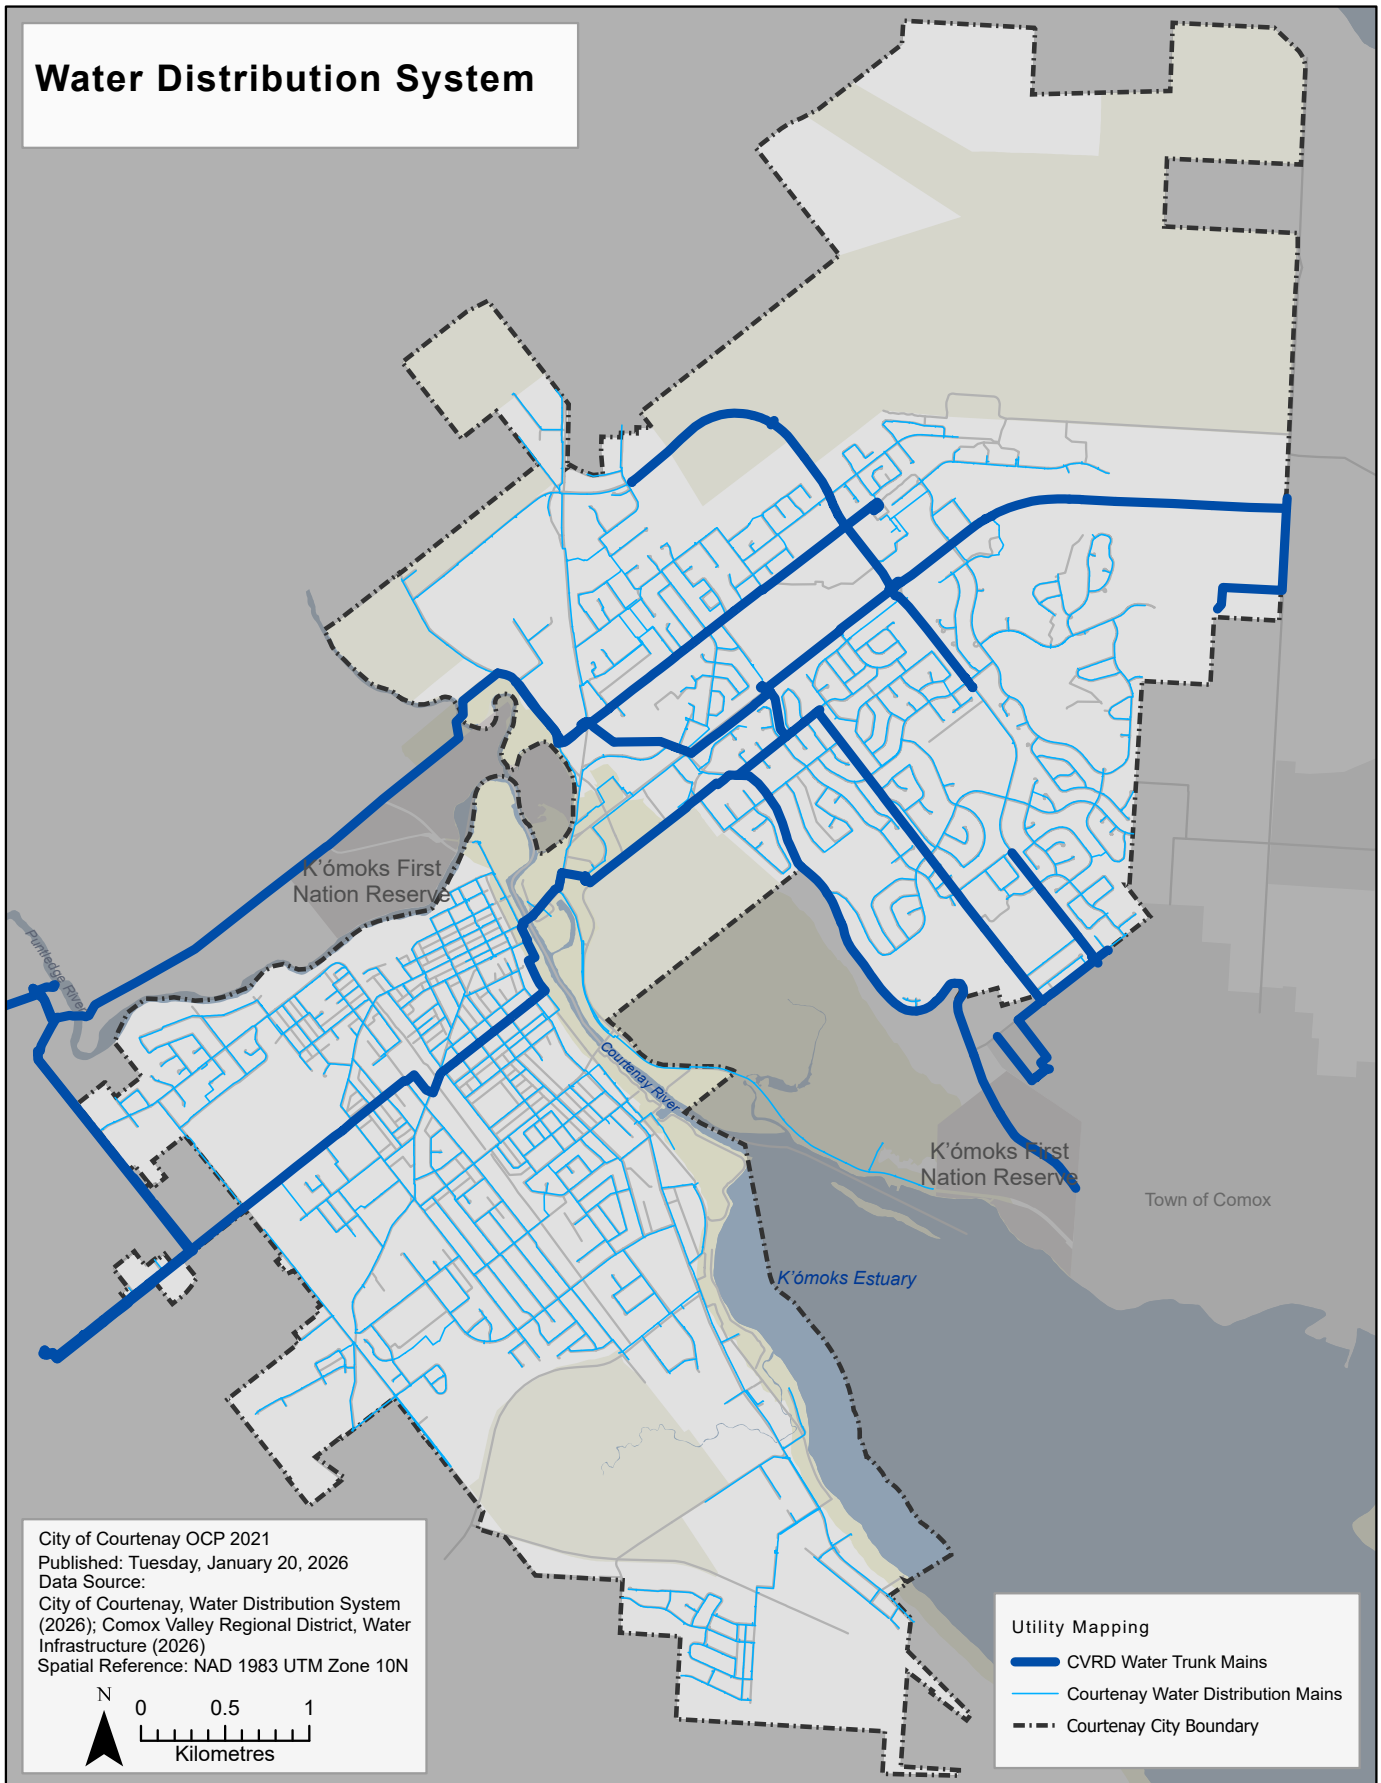 Water Distribution System
K'ómoks First
Nation Reserve
Puntledge River
Courtenay River
K'ómoks First
Nation Reserve
Town of Comox
K'ómoks Estuary
City of Courtenay OCP 2021
Published: Tuesday, January 20, 2026
Data Source:
City of Courtenay, Water Distribution System
(2026); Comox Valley Regional District, Water
Infrastructure (2026)
Spatial Reference: NAD 1983 UTM Zone 10N
N
0 0.5 1
Kilometres
Utility Mapping
CVRD Water Trunk Mains
Courtenay Water Distribution Mains
Courtenay City Boundary